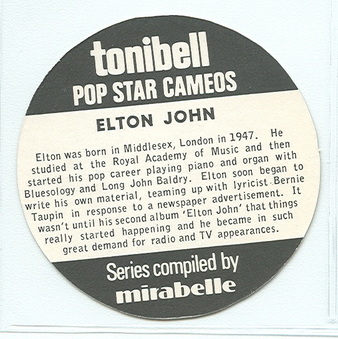 tonibell
POP STAR CAMEOS
ELTON JOHN
Elton was born in Middlesex, London in 1947. He
studied at the Royal Academy of Music and then
started his pop career playing piano and organ with
Bluesology and Long John Baldry. Elton soon began to
write his own material, teaming up with lyricist Bernie
Taupin in response to a newspaper advertisement. It
wasn't until his second album 'Elton John' that things
really started happening and he became in such
great demand for radio and TV appearances.
Series compiled by
mirabelle